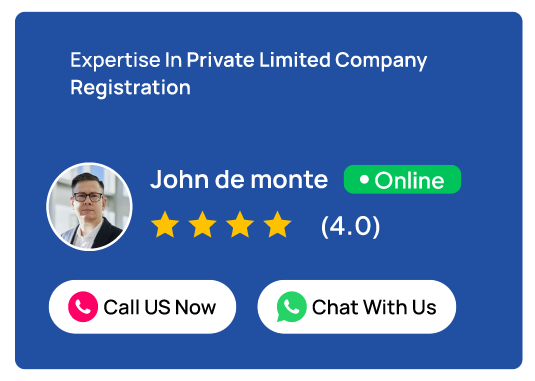 Expertise In Private Limited Company
Registration
John de monte
• Online
(4.0)
Call US Now
Chat With Us